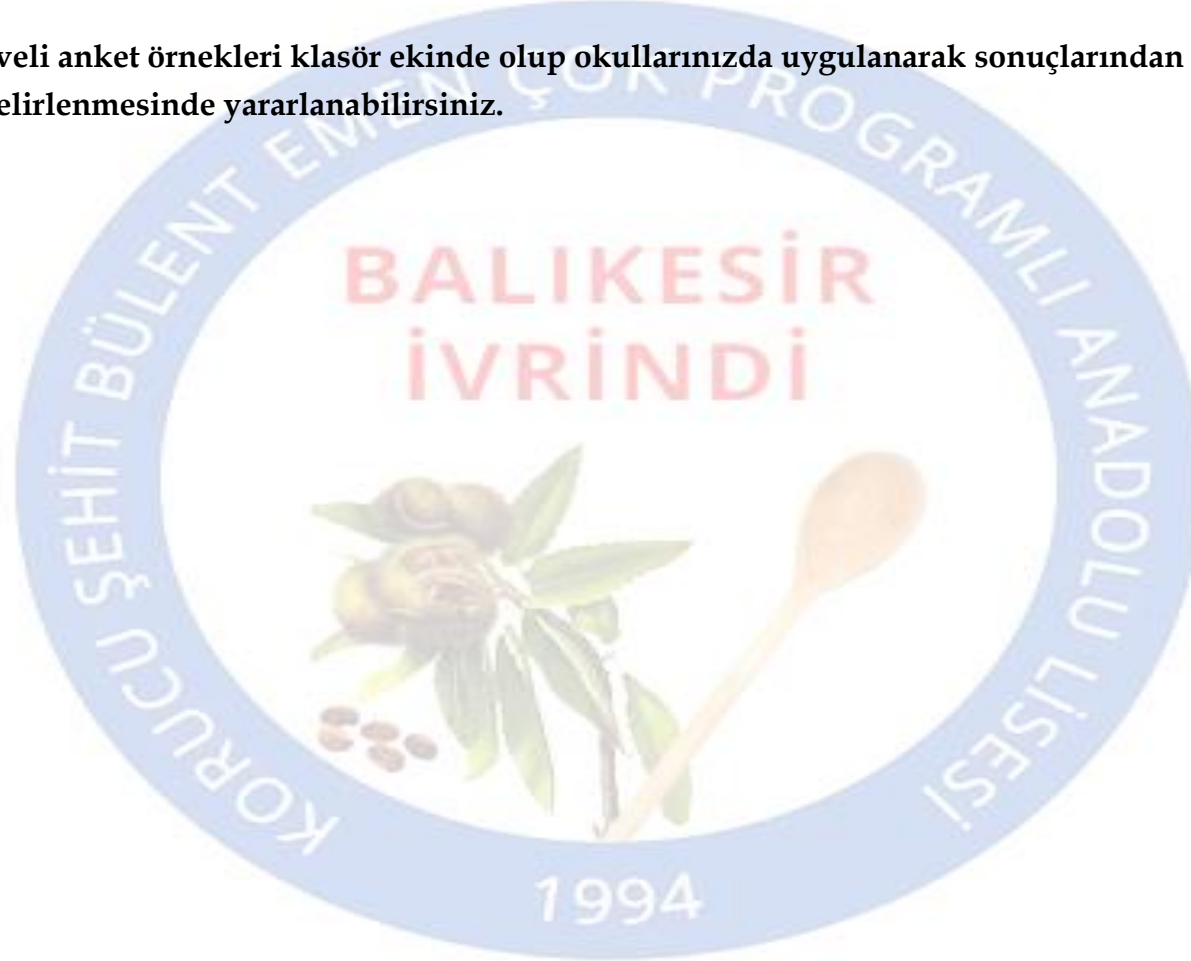 veli anket örnekleri klasör ekinde olup okullarınızda uygulanarak sonuçlarından
elirlenmesinde yararlanabilirsiniz.
KORUCU ŞEHİT BÜLENT EMEN ÇOK PROGRAMLI ANADOLU LİSESİ
BALIKESİR
İVRİNDİ
1994